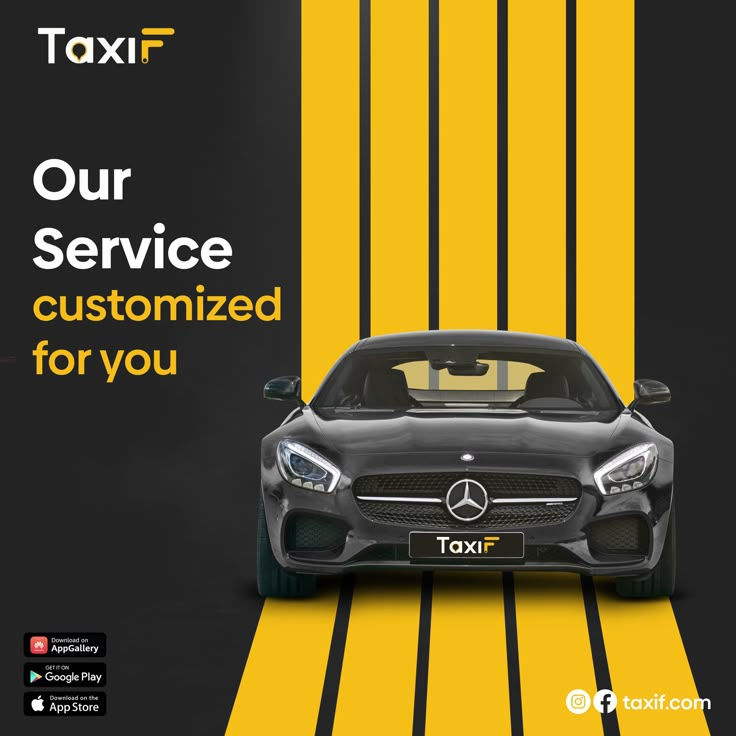 TaxiF
Our
Service
customized
for you
TaxiF
Download on
AppGallery
GET IT ON
Google Play
Download on the
App Store
taxif.com